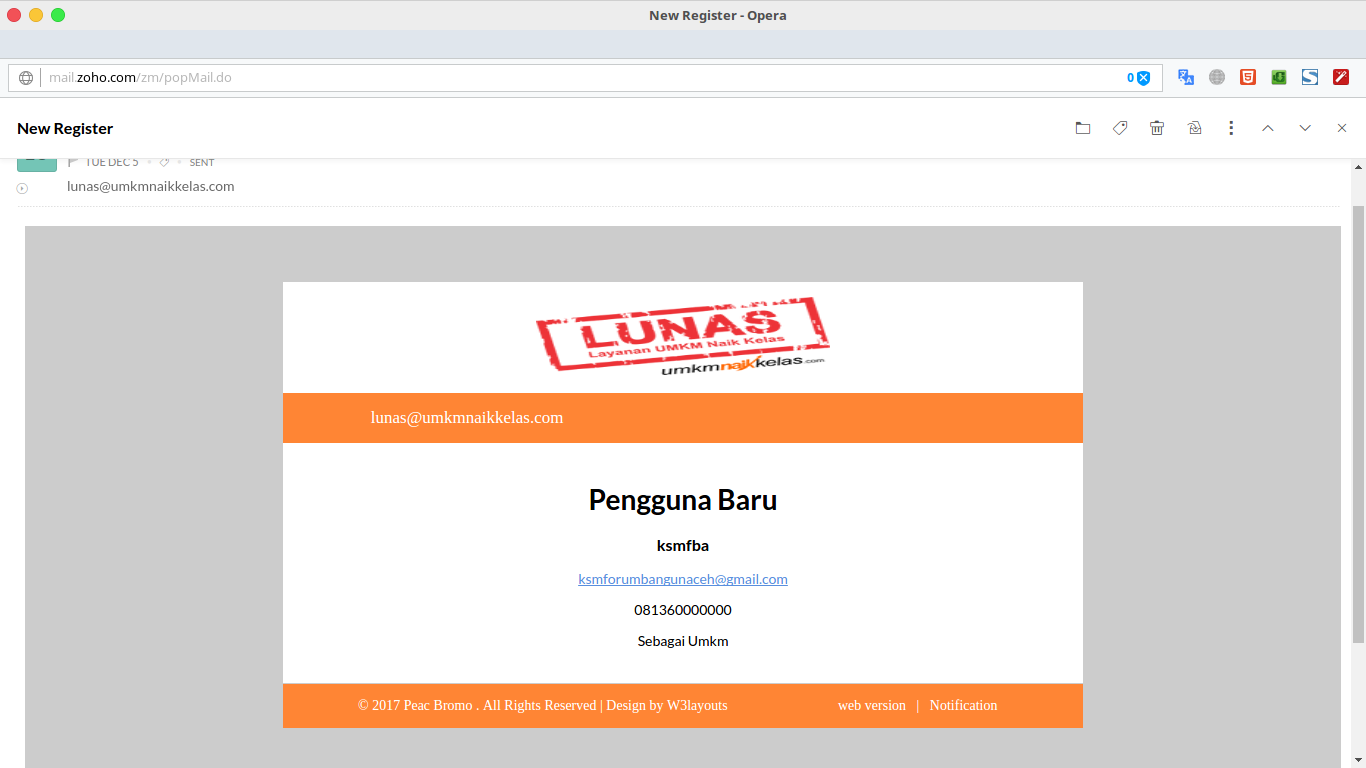 New Register - Opera
mail.zoho.com/zm/popMail.do
0
New Register
TUE DEC 5 • • SENT
lunas@umkmnaikkelas.com
LUNAS
Layanan UMKM Naik Kelas
umkmnaikkelas.com
lunas@umkmnaikkelas.com
Pengguna Baru
ksmfba
ksmforumbangunaceh@gmail.com
081360000000
Sebagai Umkm
© 2017 Peac Bromo . All Rights Reserved | Design by W3layouts
web version | Notification